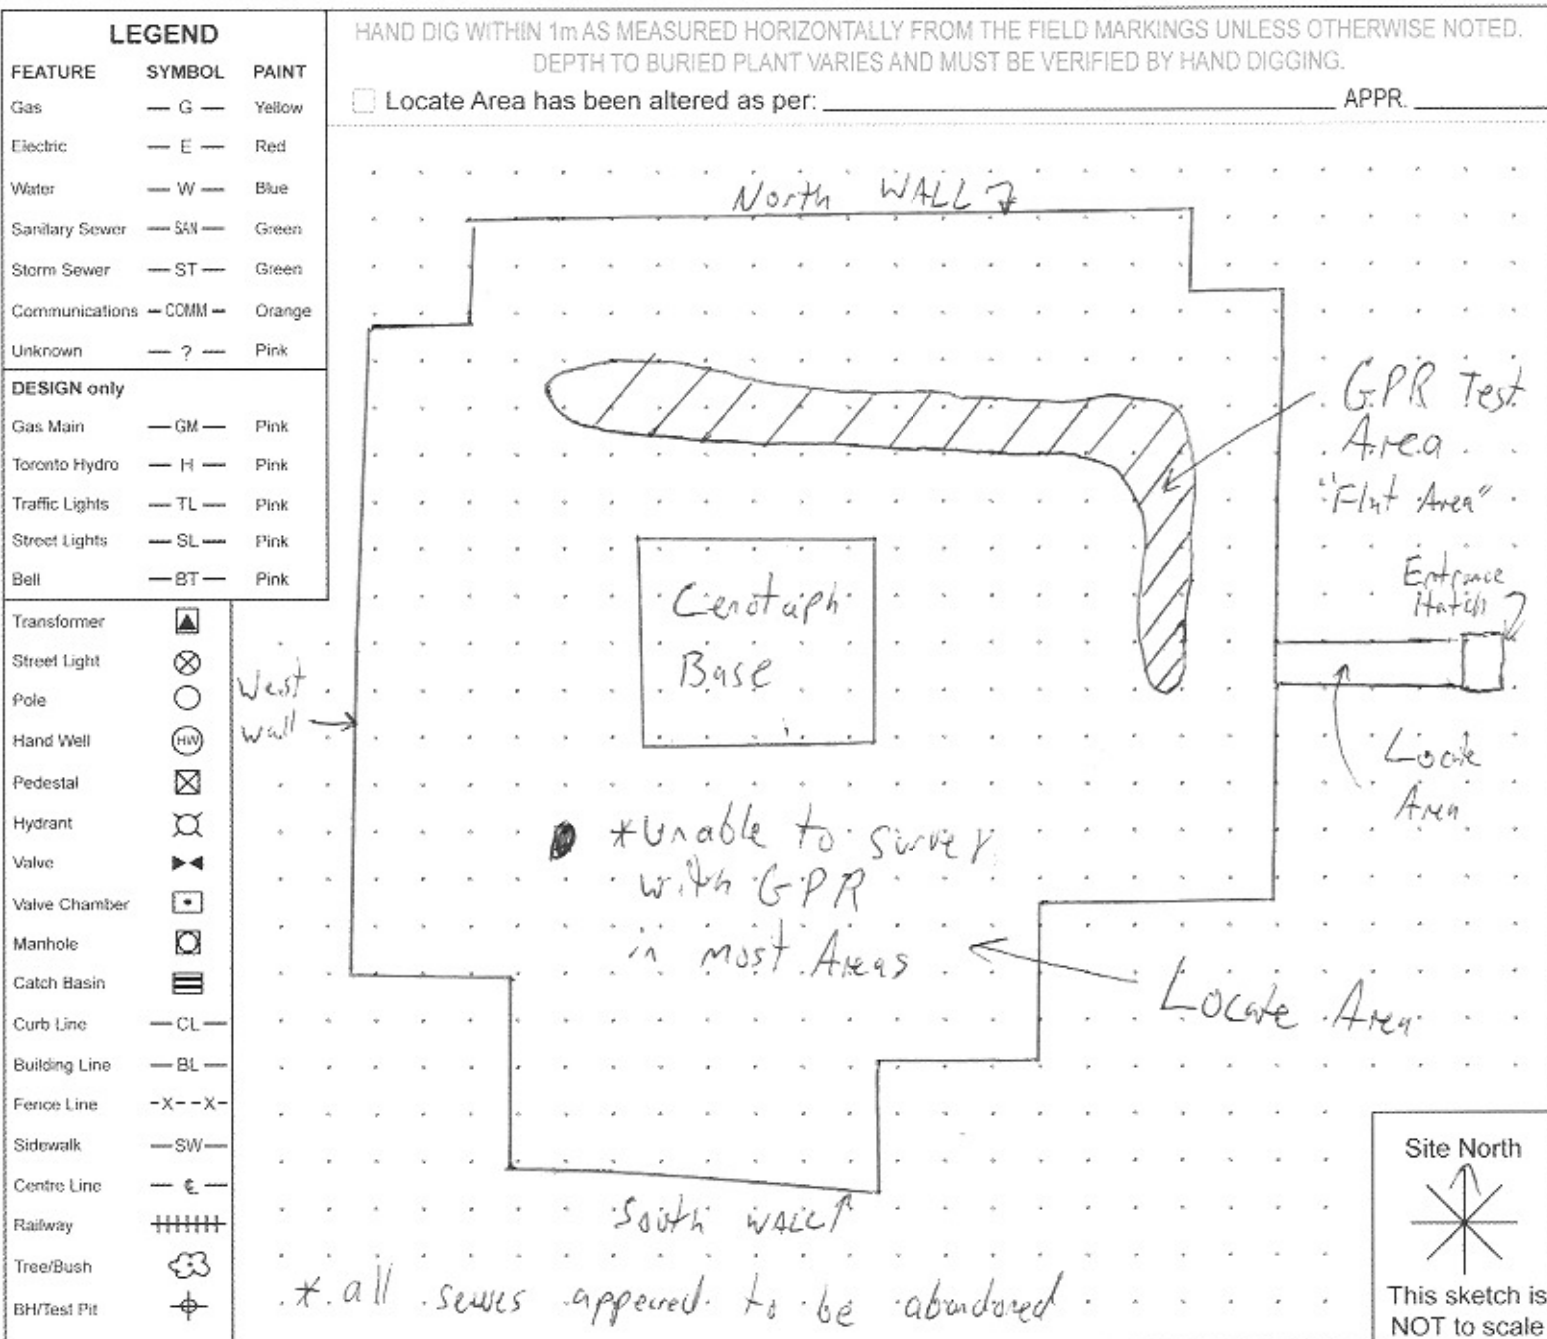 LEGEND
FEATURE SYMBOL PAINT
Gas — G — Yellow
Electric — E — Red
Water — W — Blue
Sanitary Sewer — SAN — Green
Storm Sewer — ST — Green
Communications — COMM — Orange
Unknown — ? — Pink
DESIGN only
Gas Main — GM — Pink
Toronto Hydro — H — Pink
Traffic Lights — TL — Pink
Street Lights — SL — Pink
Bell — BT — Pink
Transformer
Street Light
Pole
Hand Well HW
Pedestal
Hydrant
Valve
Valve Chamber
Manhole
Catch Basin
Curb Line — CL —
Building Line — BL —
Fence Line -X--X-
Sidewalk — SW —
Centre Line — ℄ —
Railway
Tree/Bush
BH/Test Pit
HAND DIG WITHIN 1m AS MEASURED HORIZONTALLY FROM THE FIELD MARKINGS UNLESS OTHERWISE NOTED.
DEPTH TO BURIED PLANT VARIES AND MUST BE VERIFIED BY HAND DIGGING.
Locate Area has been altered as per: APPR.
North WALL
GPR Test
Area
"Flat Area"
Entrance
Hatch
Cenotaph
Base
West
wall
Locate
Area
*Unable to survey
with GPR
in most Areas
Locate Area
South WALL
* all sewes appeared to be abandoned
Site North
This sketch is
NOT to scale